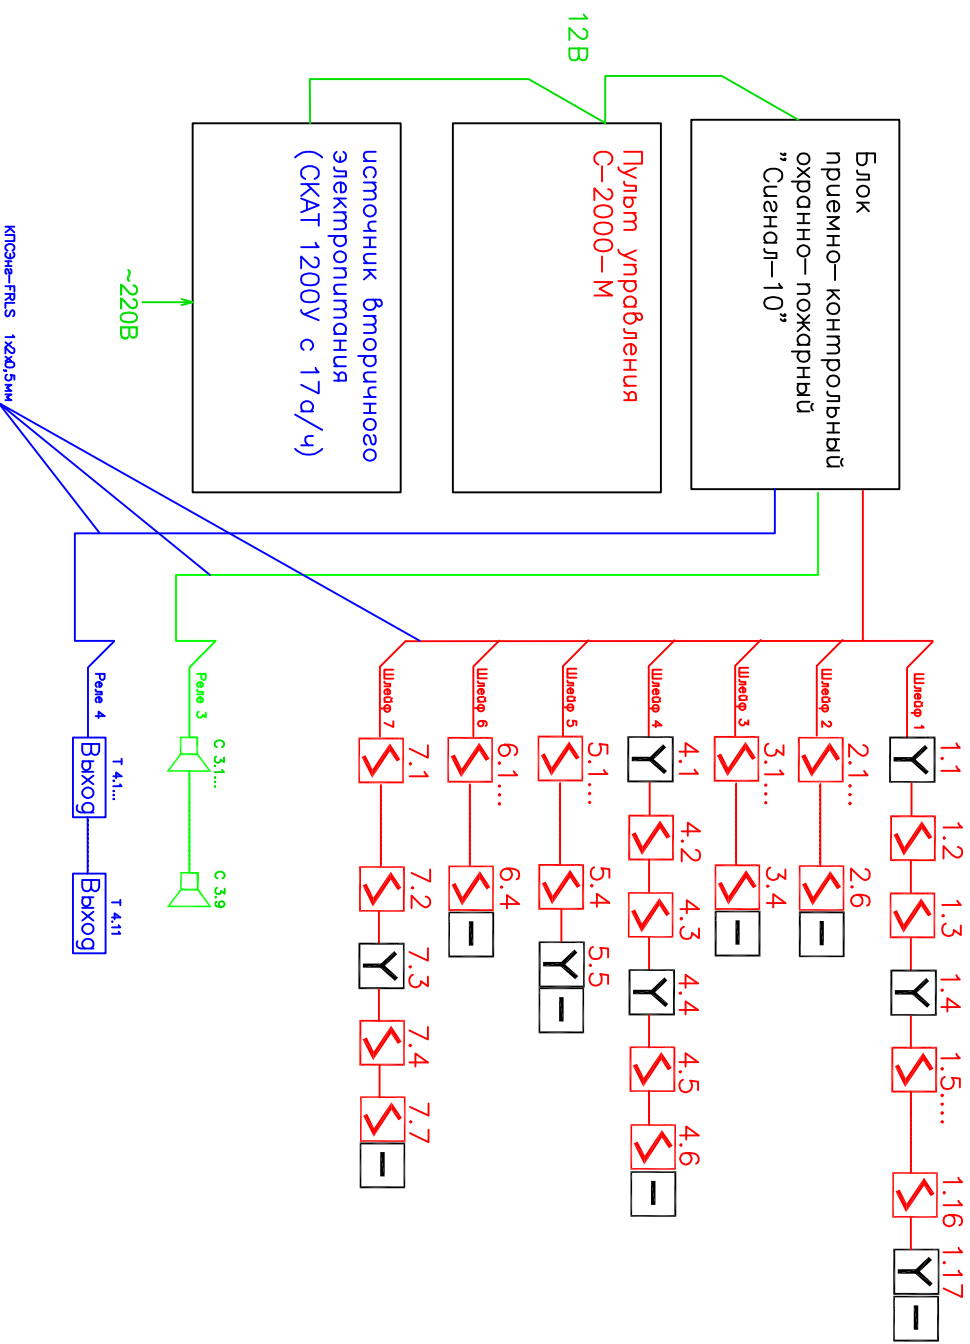 Блок
приемно-контрольный
охранно-пожарный
"Сигнал-10"
Пульт управления
С-2000-М
источник вторичного
электропитания
(СКАТ 1200У с 17а/ч)
12В
~220В
КПСЭнг-FRLS 1х2х0,5мм
Шлейф 1
1.1
1.2
1.3
1.4
1.5....
1.16
1.17
Шлейф 2
2.1...
2.6
Шлейф 3
3.1...
3.4
Шлейф 4
4.1
4.2
4.3
4.4
4.5
4.6
Шлейф 5
5.1...
5.4
5.5
Шлейф 6
6.1...
6.4
Шлейф 7
7.1
7.2
7.3
7.4
7.7
Реле 3
С 3.1...
С 3.9
Реле 4
Т 4.1...
Выход
Т 4.11
Выход